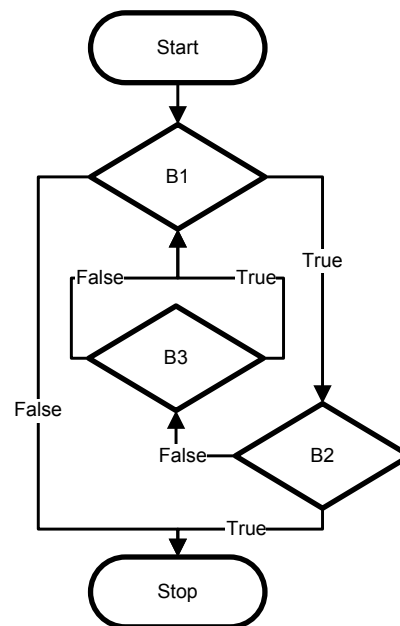 Start
B1
True
False True
B3
False
False
B2
True
Stop